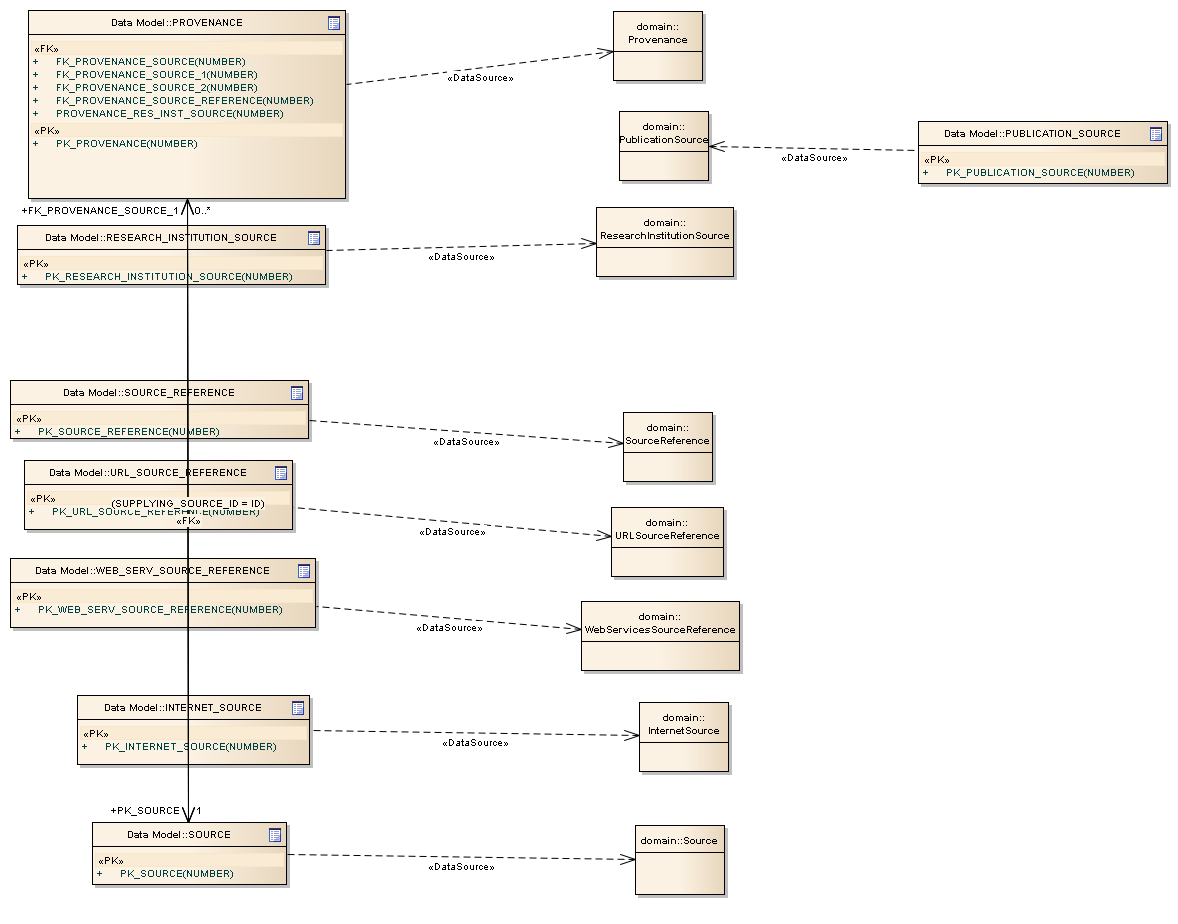 Data Model::PROVENANCE
«FK»
+ FK_PROVENANCE_SOURCE(NUMBER)
+ FK_PROVENANCE_SOURCE_1(NUMBER)
+ FK_PROVENANCE_SOURCE_2(NUMBER)
+ FK_PROVENANCE_SOURCE_REFERENCE(NUMBER)
+ PROVENANCE_RES_INST_SOURCE(NUMBER)
«PK»
+ PK_PROVENANCE(NUMBER)
«DataSource»
domain::
Provenance
domain::
PublicationSource
«DataSource»
Data Model::PUBLICATION_SOURCE
«PK»
+ PK_PUBLICATION_SOURCE(NUMBER)
+FK_PROVENANCE_SOURCE_1 0..*
Data Model::RESEARCH_INSTITUTION_SOURCE
«PK»
+ PK_RESEARCH_INSTITUTION_SOURCE(NUMBER)
«DataSource»
domain::
ResearchInstitutionSource
Data Model::SOURCE_REFERENCE
«PK»
+ PK_SOURCE_REFERENCE(NUMBER)
«DataSource»
domain::
SourceReference
Data Model::URL_SOURCE_REFERENCE
«PK»
(SUPPLYING_SOURCE_ID = ID)
+ PK_URL_SOURCE_REFERENCE(NUMBER)
«FK»
«DataSource»
domain::
URLSourceReference
Data Model::WEB_SERV_SOURCE_REFERENCE
«PK»
+ PK_WEB_SERV_SOURCE_REFERENCE(NUMBER)
«DataSource»
domain::
WebServicesSourceReference
Data Model::INTERNET_SOURCE
«PK»
+ PK_INTERNET_SOURCE(NUMBER)
«DataSource»
domain::
InternetSource
+PK_SOURCE 1
Data Model::SOURCE
«PK»
+ PK_SOURCE(NUMBER)
«DataSource»
domain::Source